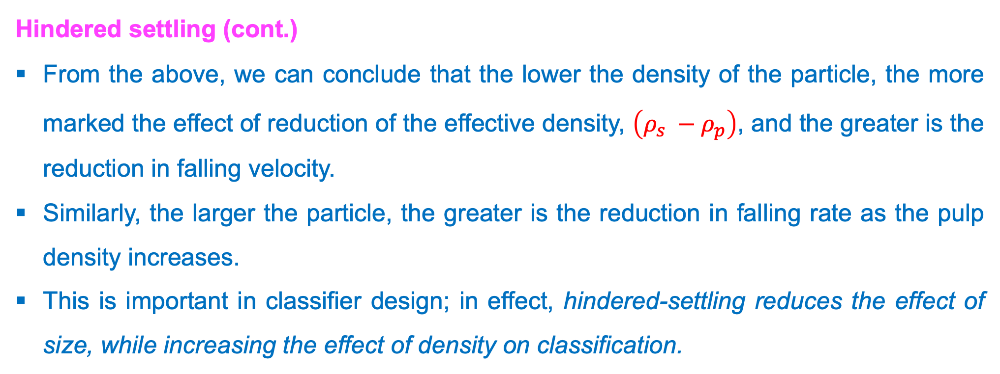 Hindered settling (cont.)
▪ From the above, we can conclude that the lower the density of the particle, the more
marked the effect of reduction of the effective density, (ρₛ − ρₚ), and the greater is the
reduction in falling velocity.
▪ Similarly, the larger the particle, the greater is the reduction in falling rate as the pulp
density increases.
▪ This is important in classifier design; in effect, hindered-settling reduces the effect of
size, while increasing the effect of density on classification.